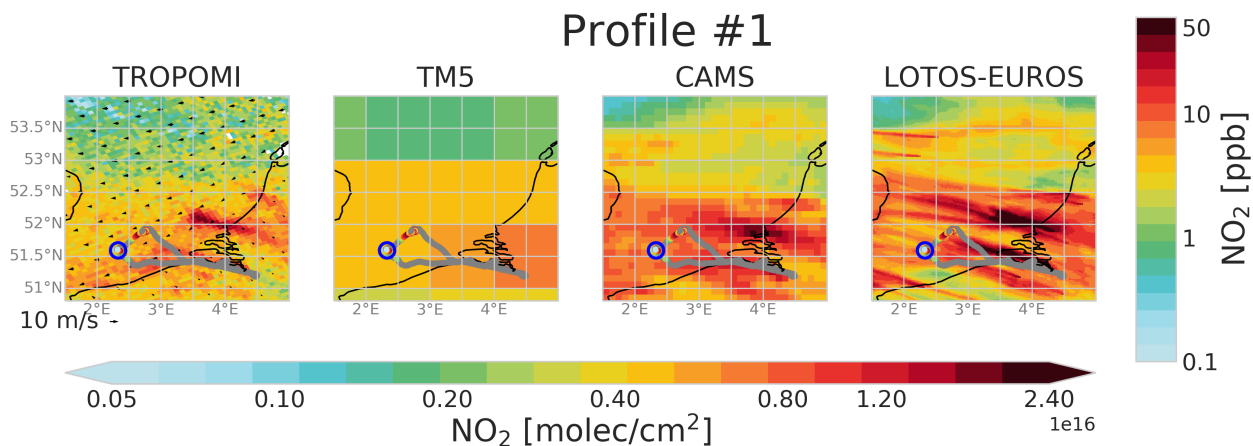 Profile #1
TROPOMI
TM5
CAMS
LOTOS-EUROS
53.5°N
53°N
52.5°N
52°N
51.5°N
51°N
2°E 3°E 4°E
2°E 3°E 4°E
2°E 3°E 4°E
2°E 3°E 4°E
10 m/s
50
10
1
0.1
NO₂ [ppb]
0.05 0.10 0.20 0.40 0.80 1.20 2.40
1e16
NO₂ [molec/cm²]